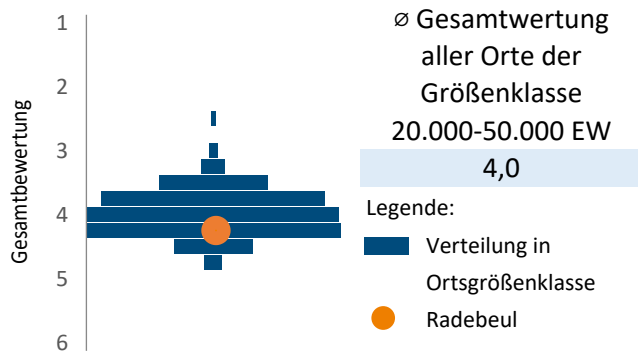 Gesamtbewertung
1
2
3
4
5
6
⌀ Gesamtwertung
aller Orte der
Größenklasse
20.000-50.000 EW
4,0
Legende:
Verteilung in
Ortsgrößenklasse
Radebeul